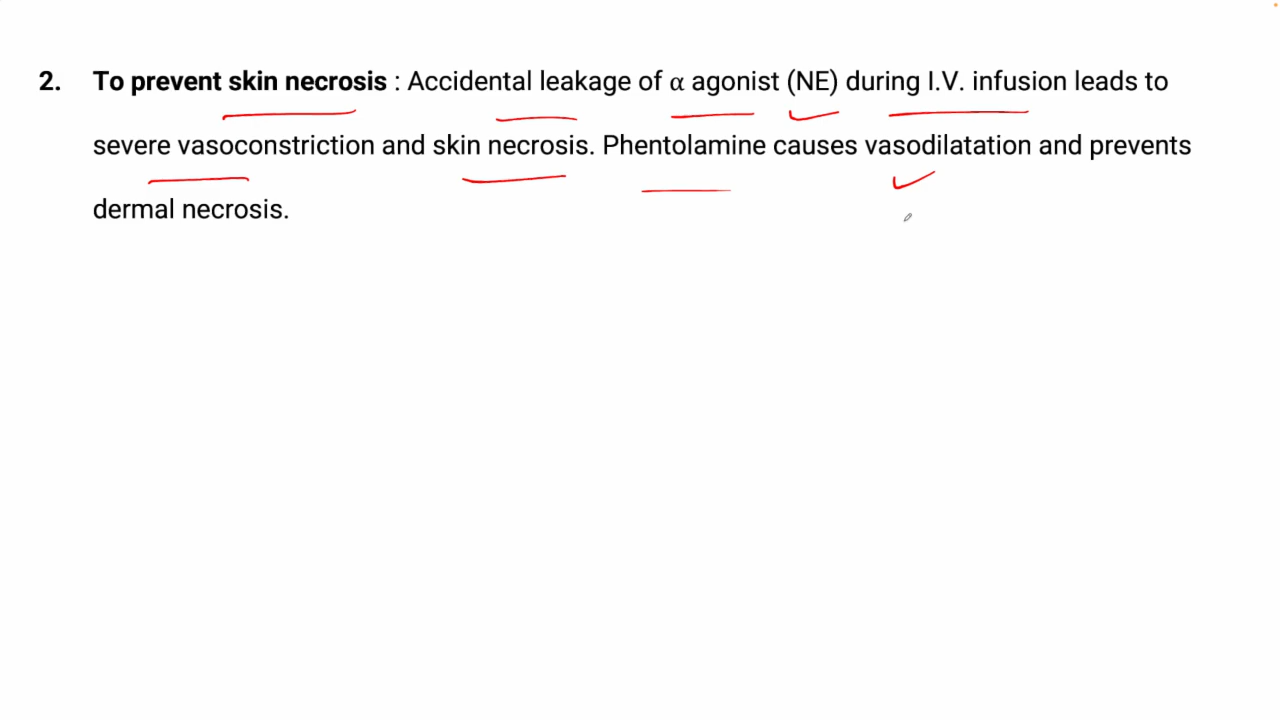 2. To prevent skin necrosis : Accidental leakage of α agonist (NE) during I.V. infusion leads to
severe vasoconstriction and skin necrosis. Phentolamine causes vasodilatation and prevents
dermal necrosis.